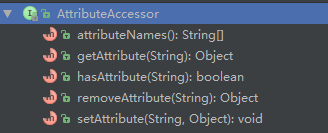 AttributeAccessor
attributeNames(): String[]
getAttribute(String): Object
hasAttribute(String): boolean
removeAttribute(String): Object
setAttribute(String, Object): void